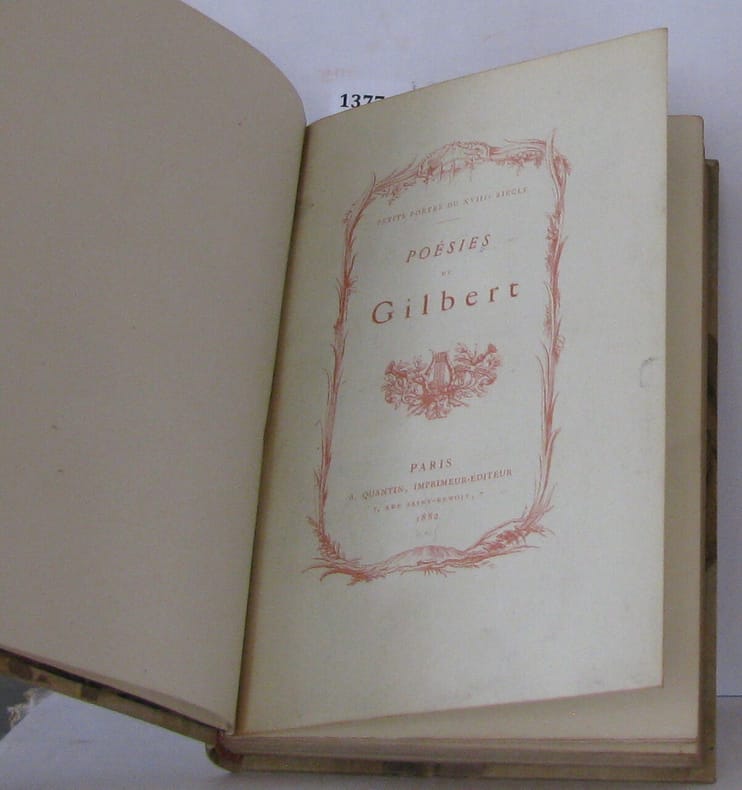 1377
PETITS POÈTES DU XVIIIe SIÈCLE
POÉSIES
DE
Gilbert
PARIS
A. QUANTIN, IMPRIMEUR-ÉDITEUR
7, RUE SAINT-BENOIT, 7
1882